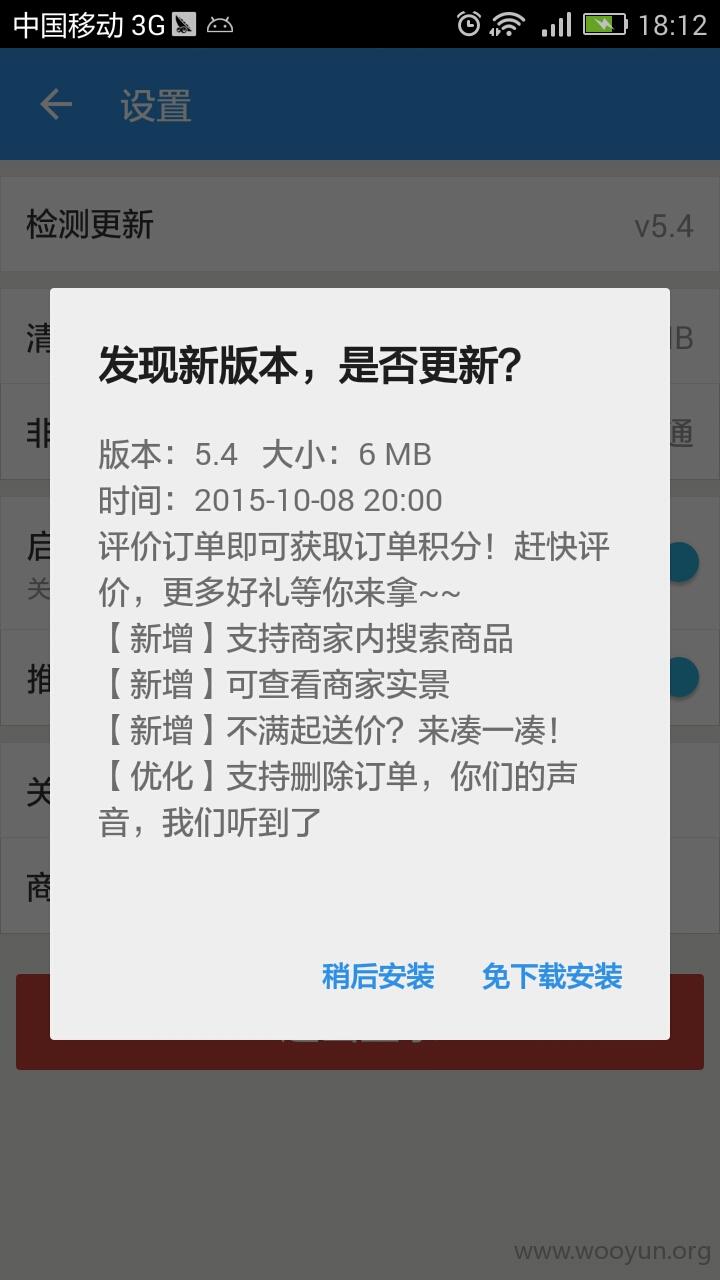 中国移动 3G 18:12
设置
检测更新 v5.4
清
非 通
发现新版本，是否更新？
版本：5.4 大小：6 MB
时间：2015-10-08 20:00
评价订单即可获取订单积分！赶快评
价，更多好礼等你来拿~~
【新增】支持商家内搜索商品
【新增】可查看商家实景
【新增】不满起送价？来凑一凑！
【优化】支持删除订单，你们的声
音，我们听到了
启
关
推
关
商
稍后安装 免下载安装
www.wooyun.org